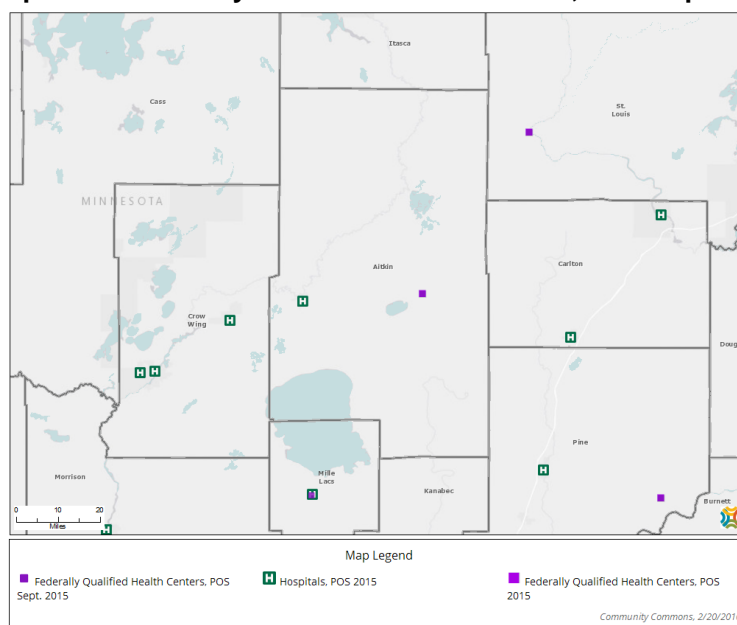 Itasca
Cass
St.
Louis
MINNESOTA
Aitkin
Carlton
Crow
Wing
Doug
Pine
Mille
Lacs
Morrison
Kanabec
Burnett
0 10 20
Miles
Map Legend
Federally Qualified Health Centers, POS
Sept. 2015
Hospitals, POS 2015
Federally Qualified Health Centers, POS
2015
Community Commons, 2/20/201